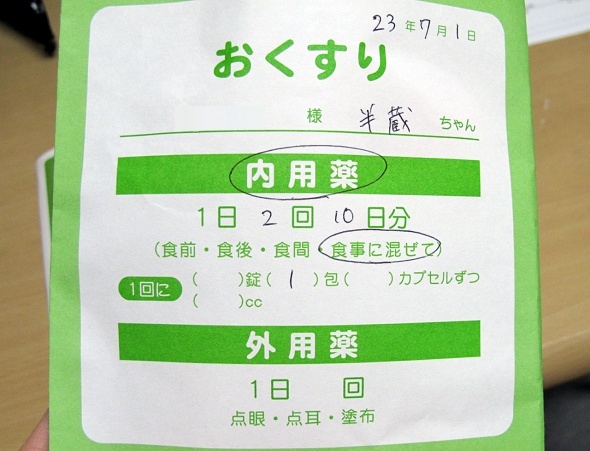 23年7月1日
おくすり
様 半蔵 ちゃん
内用薬
1日 2 回 10 日分
(食前・食後・食間・食事に混ぜて)
1回に ( )錠( 1 )包( )カプセルずつ
( )cc
外用薬
1日 回
点眼・点耳・塗布